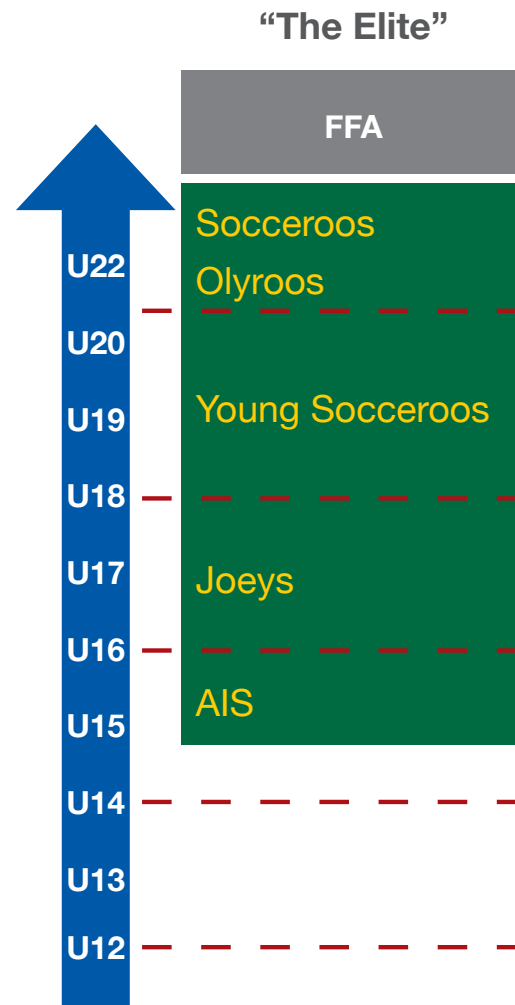 “The Elite”
FFA
Socceroos
U22
Olyroos
U20
U19
Young Socceroos
U18
U17
Joeys
U16
AIS
U15
U14
U13
U12